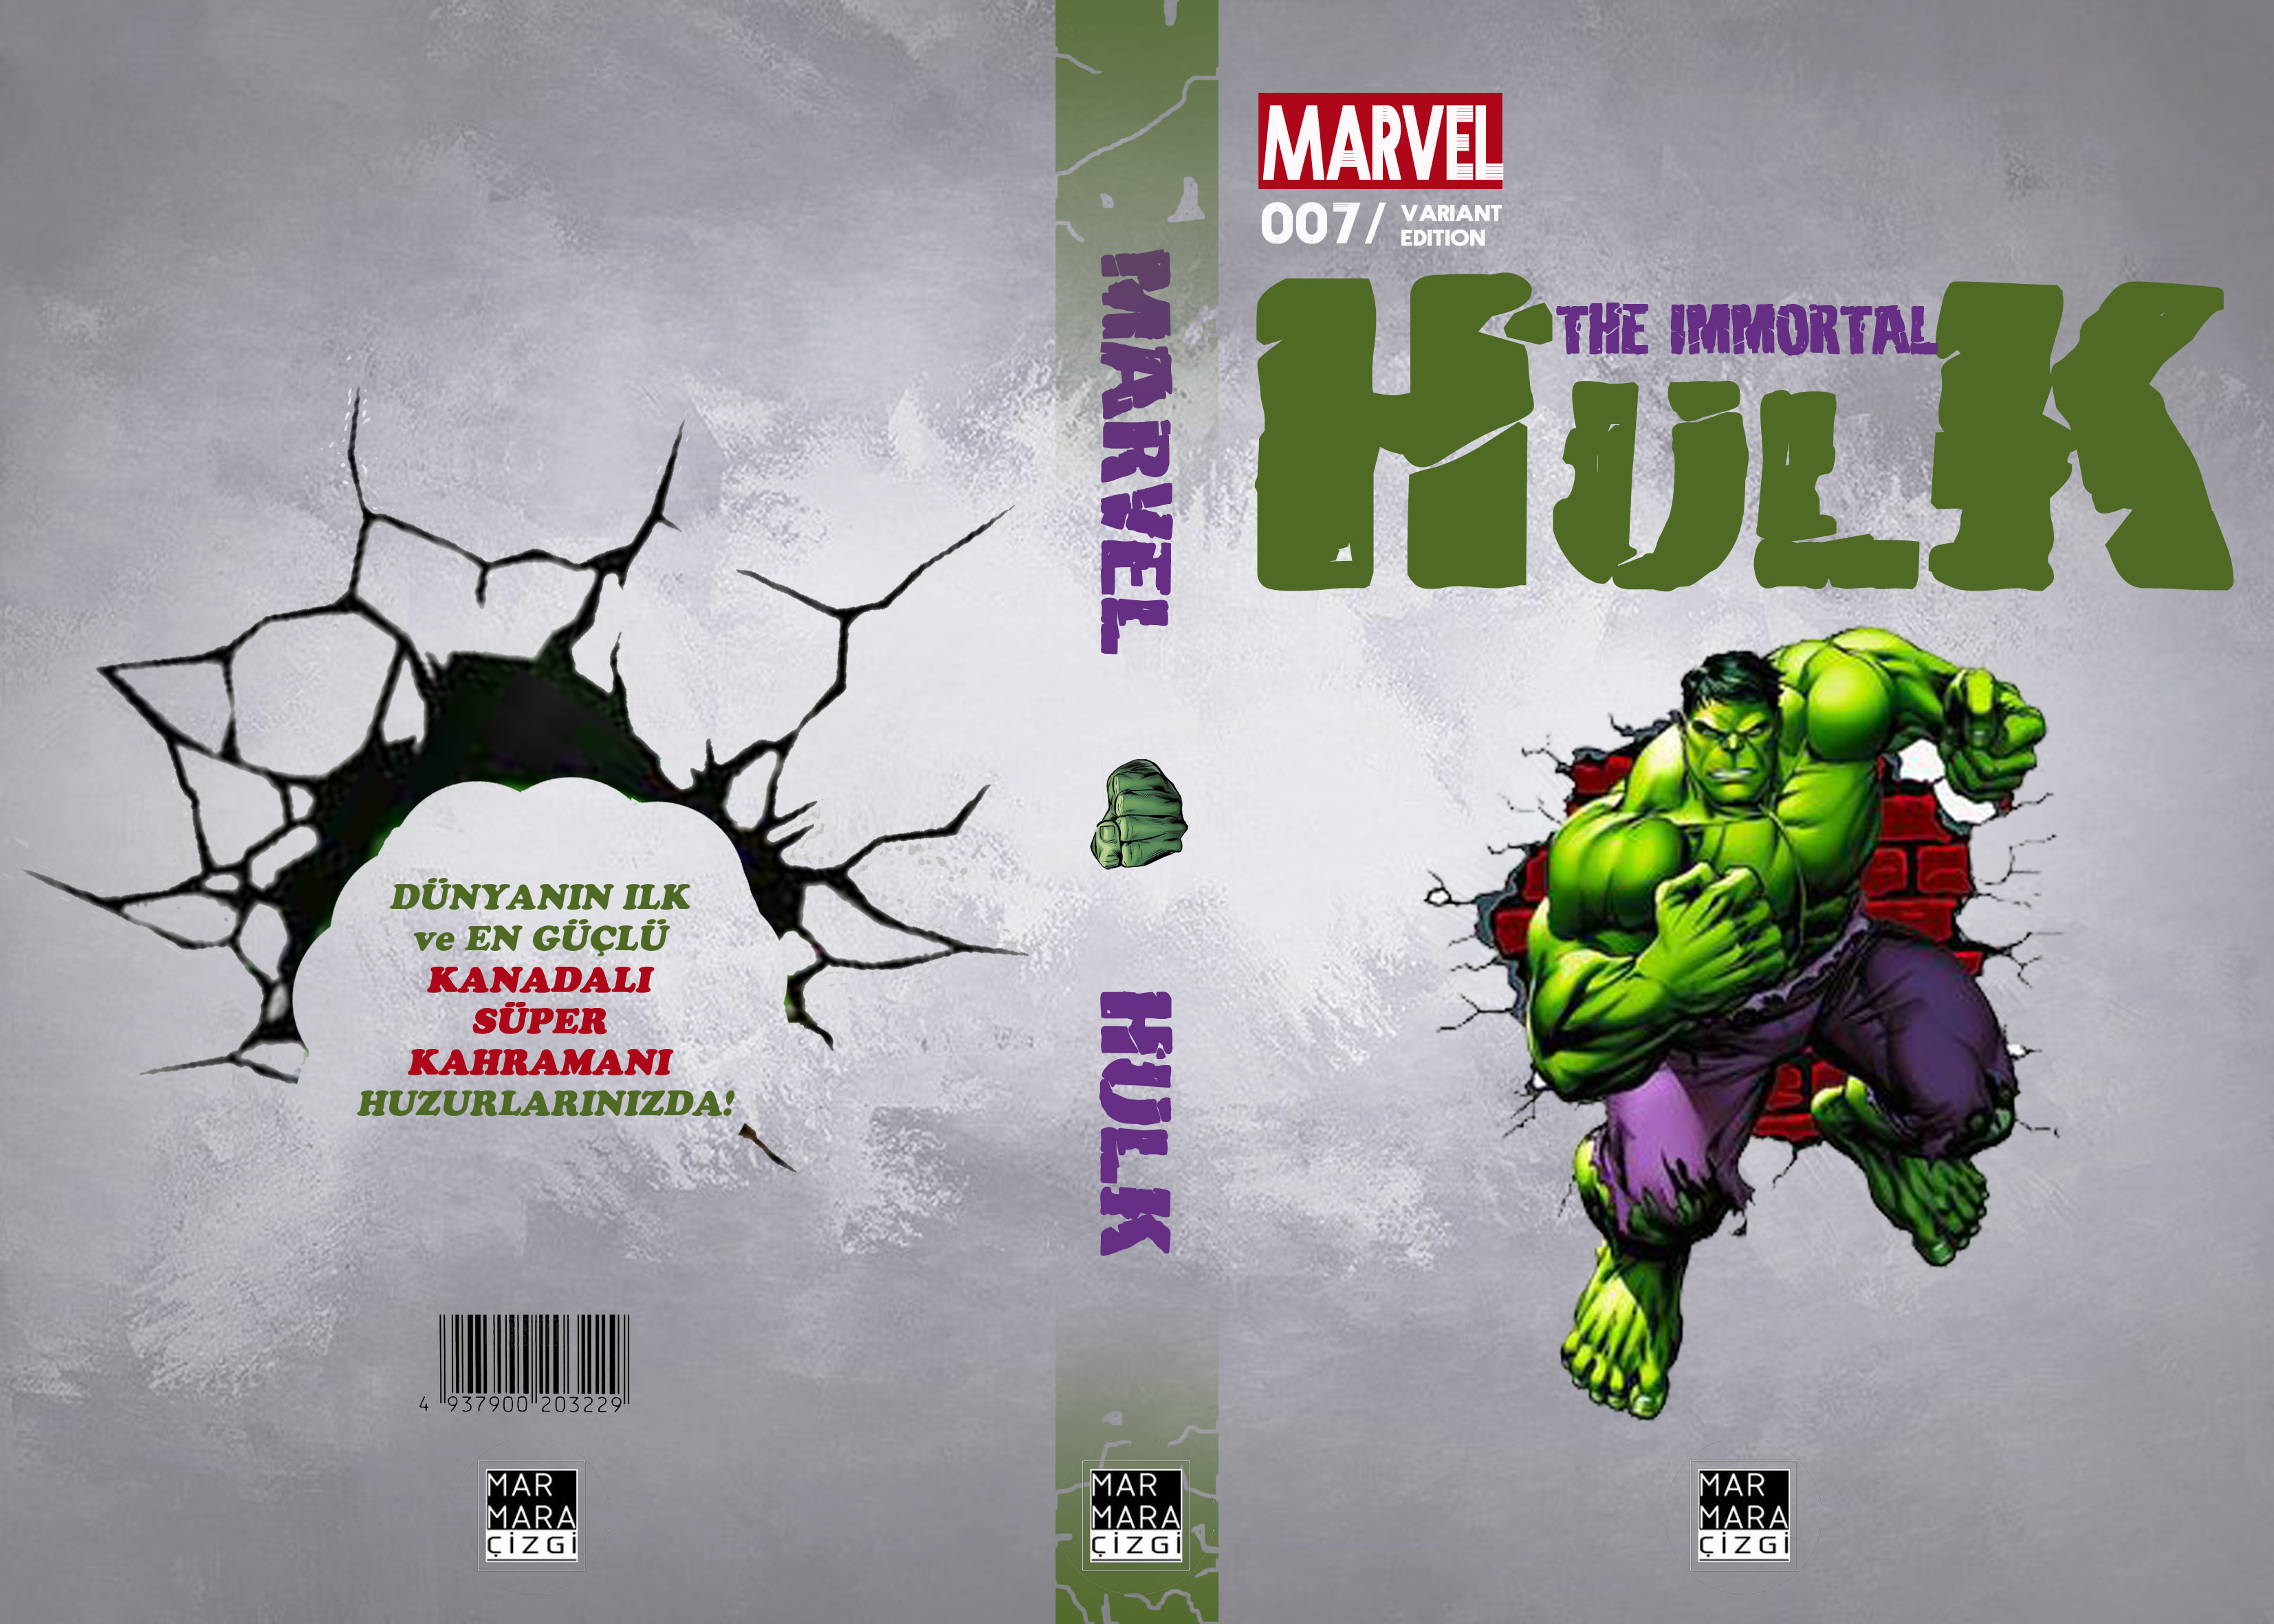 DÜNYANIN ILK
ve EN GÜÇLÜ
KANADALI
SÜPER
KAHRAMANI
HUZURLARINIZDA!
4 937900 203229
MAR
MARA
ÇİZGİ
MARVEL
HULK
MAR
MARA
ÇİZGİ
MARVEL
007/ VARIANT
EDITION
THE IMMORTAL
HULK
MAR
MARA
ÇİZGİ